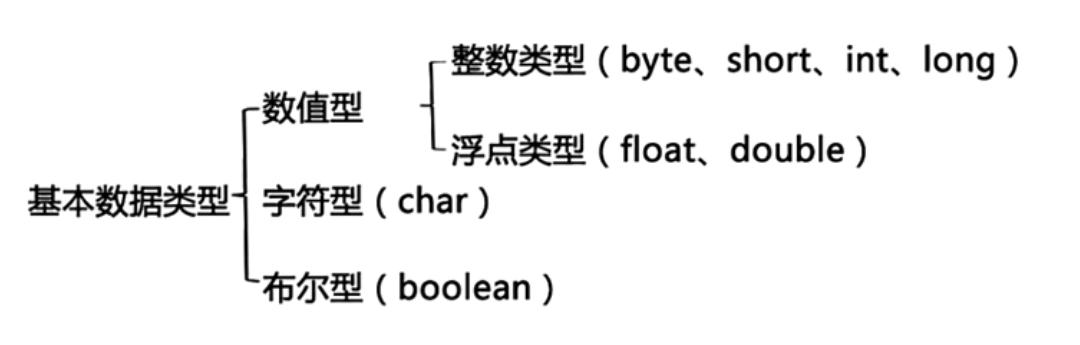 整数类型（byte、short、int、long）
数值型
浮点类型（float、double）
基本数据类型
字符型（char）
布尔型（boolean）